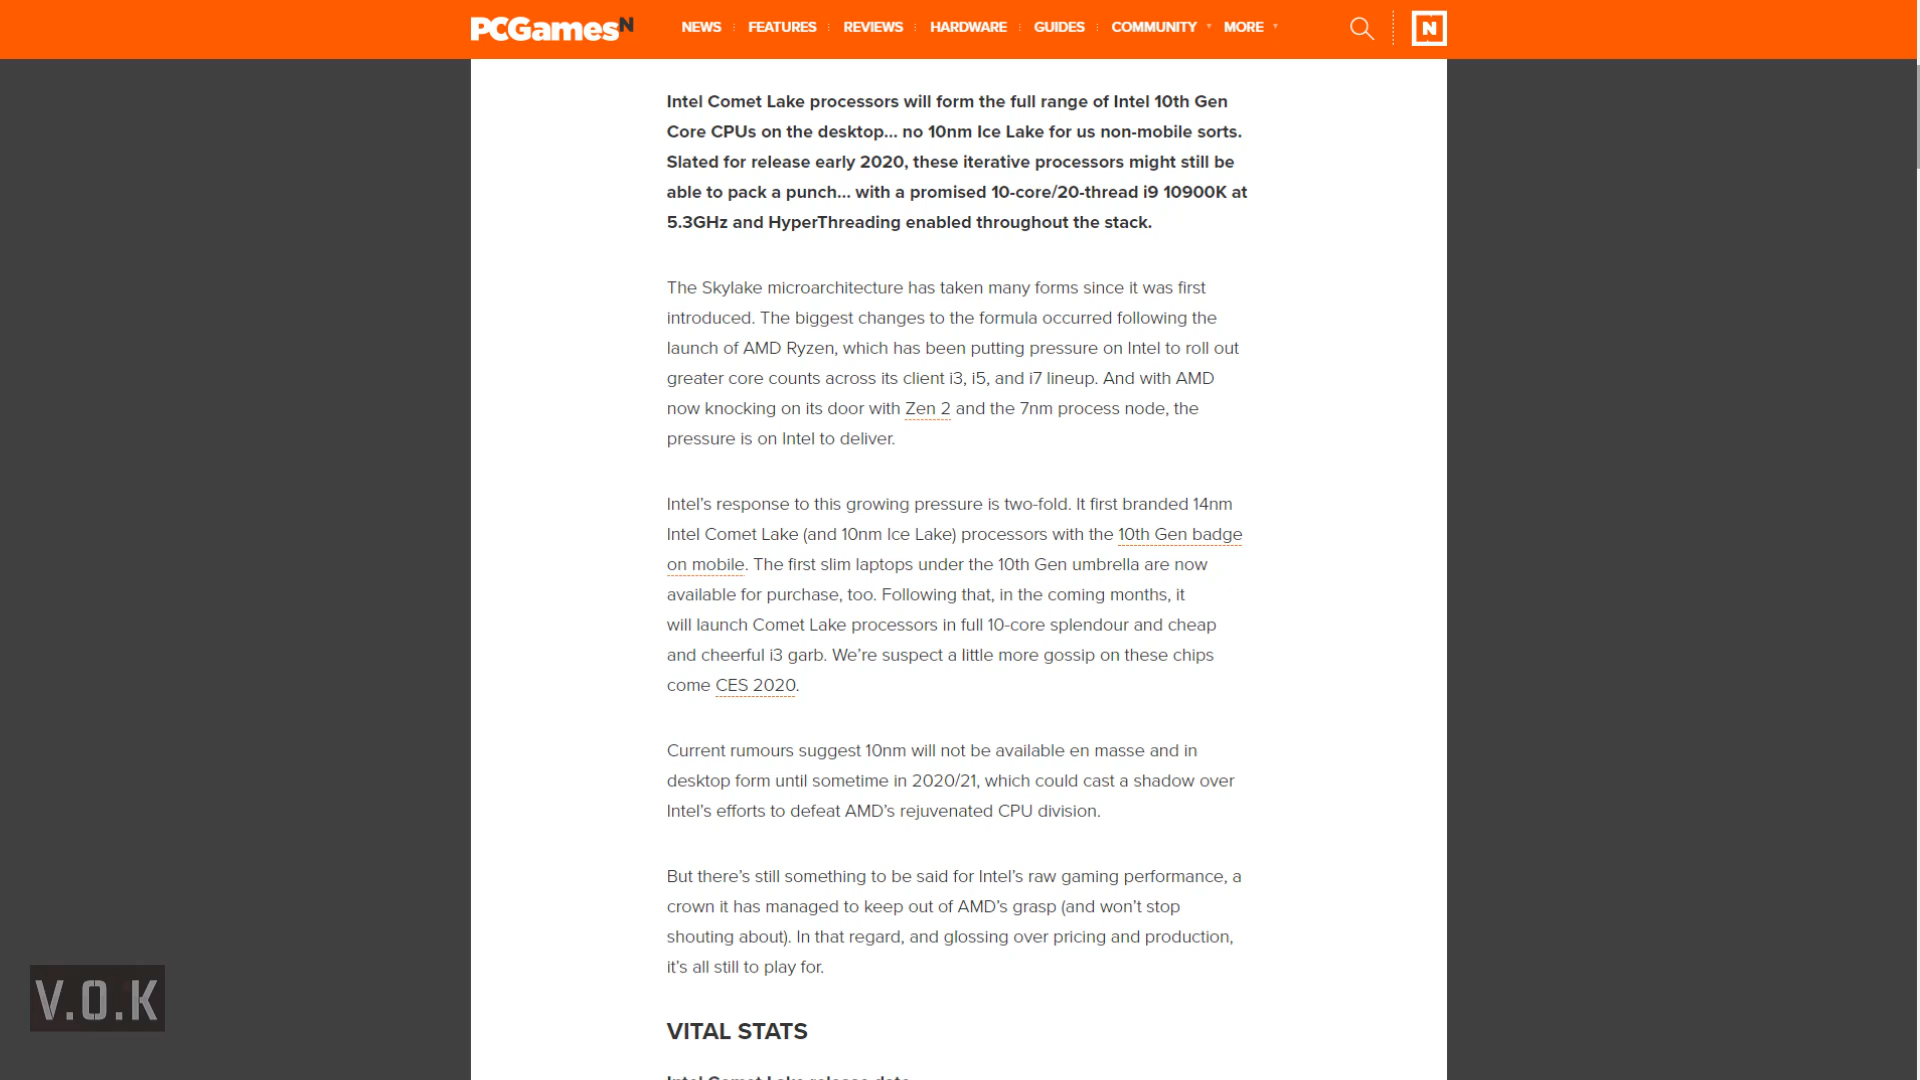 PCGamesN
NEWS FEATURES REVIEWS HARDWARE GUIDES COMMUNITY MORE
N
Intel Comet Lake processors will form the full range of Intel 10th Gen
Core CPUs on the desktop… no 10nm Ice Lake for us non-mobile sorts.
Slated for release early 2020, these iterative processors might still be
able to pack a punch… with a promised 10-core/20-thread i9 10900K at
5.3GHz and HyperThreading enabled throughout the stack.
The Skylake microarchitecture has taken many forms since it was first
introduced. The biggest changes to the formula occurred following the
launch of AMD Ryzen, which has been putting pressure on Intel to roll out
greater core counts across its client i3, i5, and i7 lineup. And with AMD
now knocking on its door with Zen 2 and the 7nm process node, the
pressure is on Intel to deliver.
Intel’s response to this growing pressure is two-fold. It first branded 14nm
Intel Comet Lake (and 10nm Ice Lake) processors with the 10th Gen badge
on mobile. The first slim laptops under the 10th Gen umbrella are now
available for purchase, too. Following that, in the coming months, it
will launch Comet Lake processors in full 10-core splendour and cheap
and cheerful i3 garb. We’re suspect a little more gossip on these chips
come CES 2020.
Current rumours suggest 10nm will not be available en masse and in
desktop form until sometime in 2020/21, which could cast a shadow over
Intel’s efforts to defeat AMD’s rejuvenated CPU division.
But there’s still something to be said for Intel’s raw gaming performance, a
crown it has managed to keep out of AMD’s grasp (and won’t stop
shouting about). In that regard, and glossing over pricing and production,
it’s all still to play for.
V.O.K
VITAL STATS
Intel Comet Lake release date